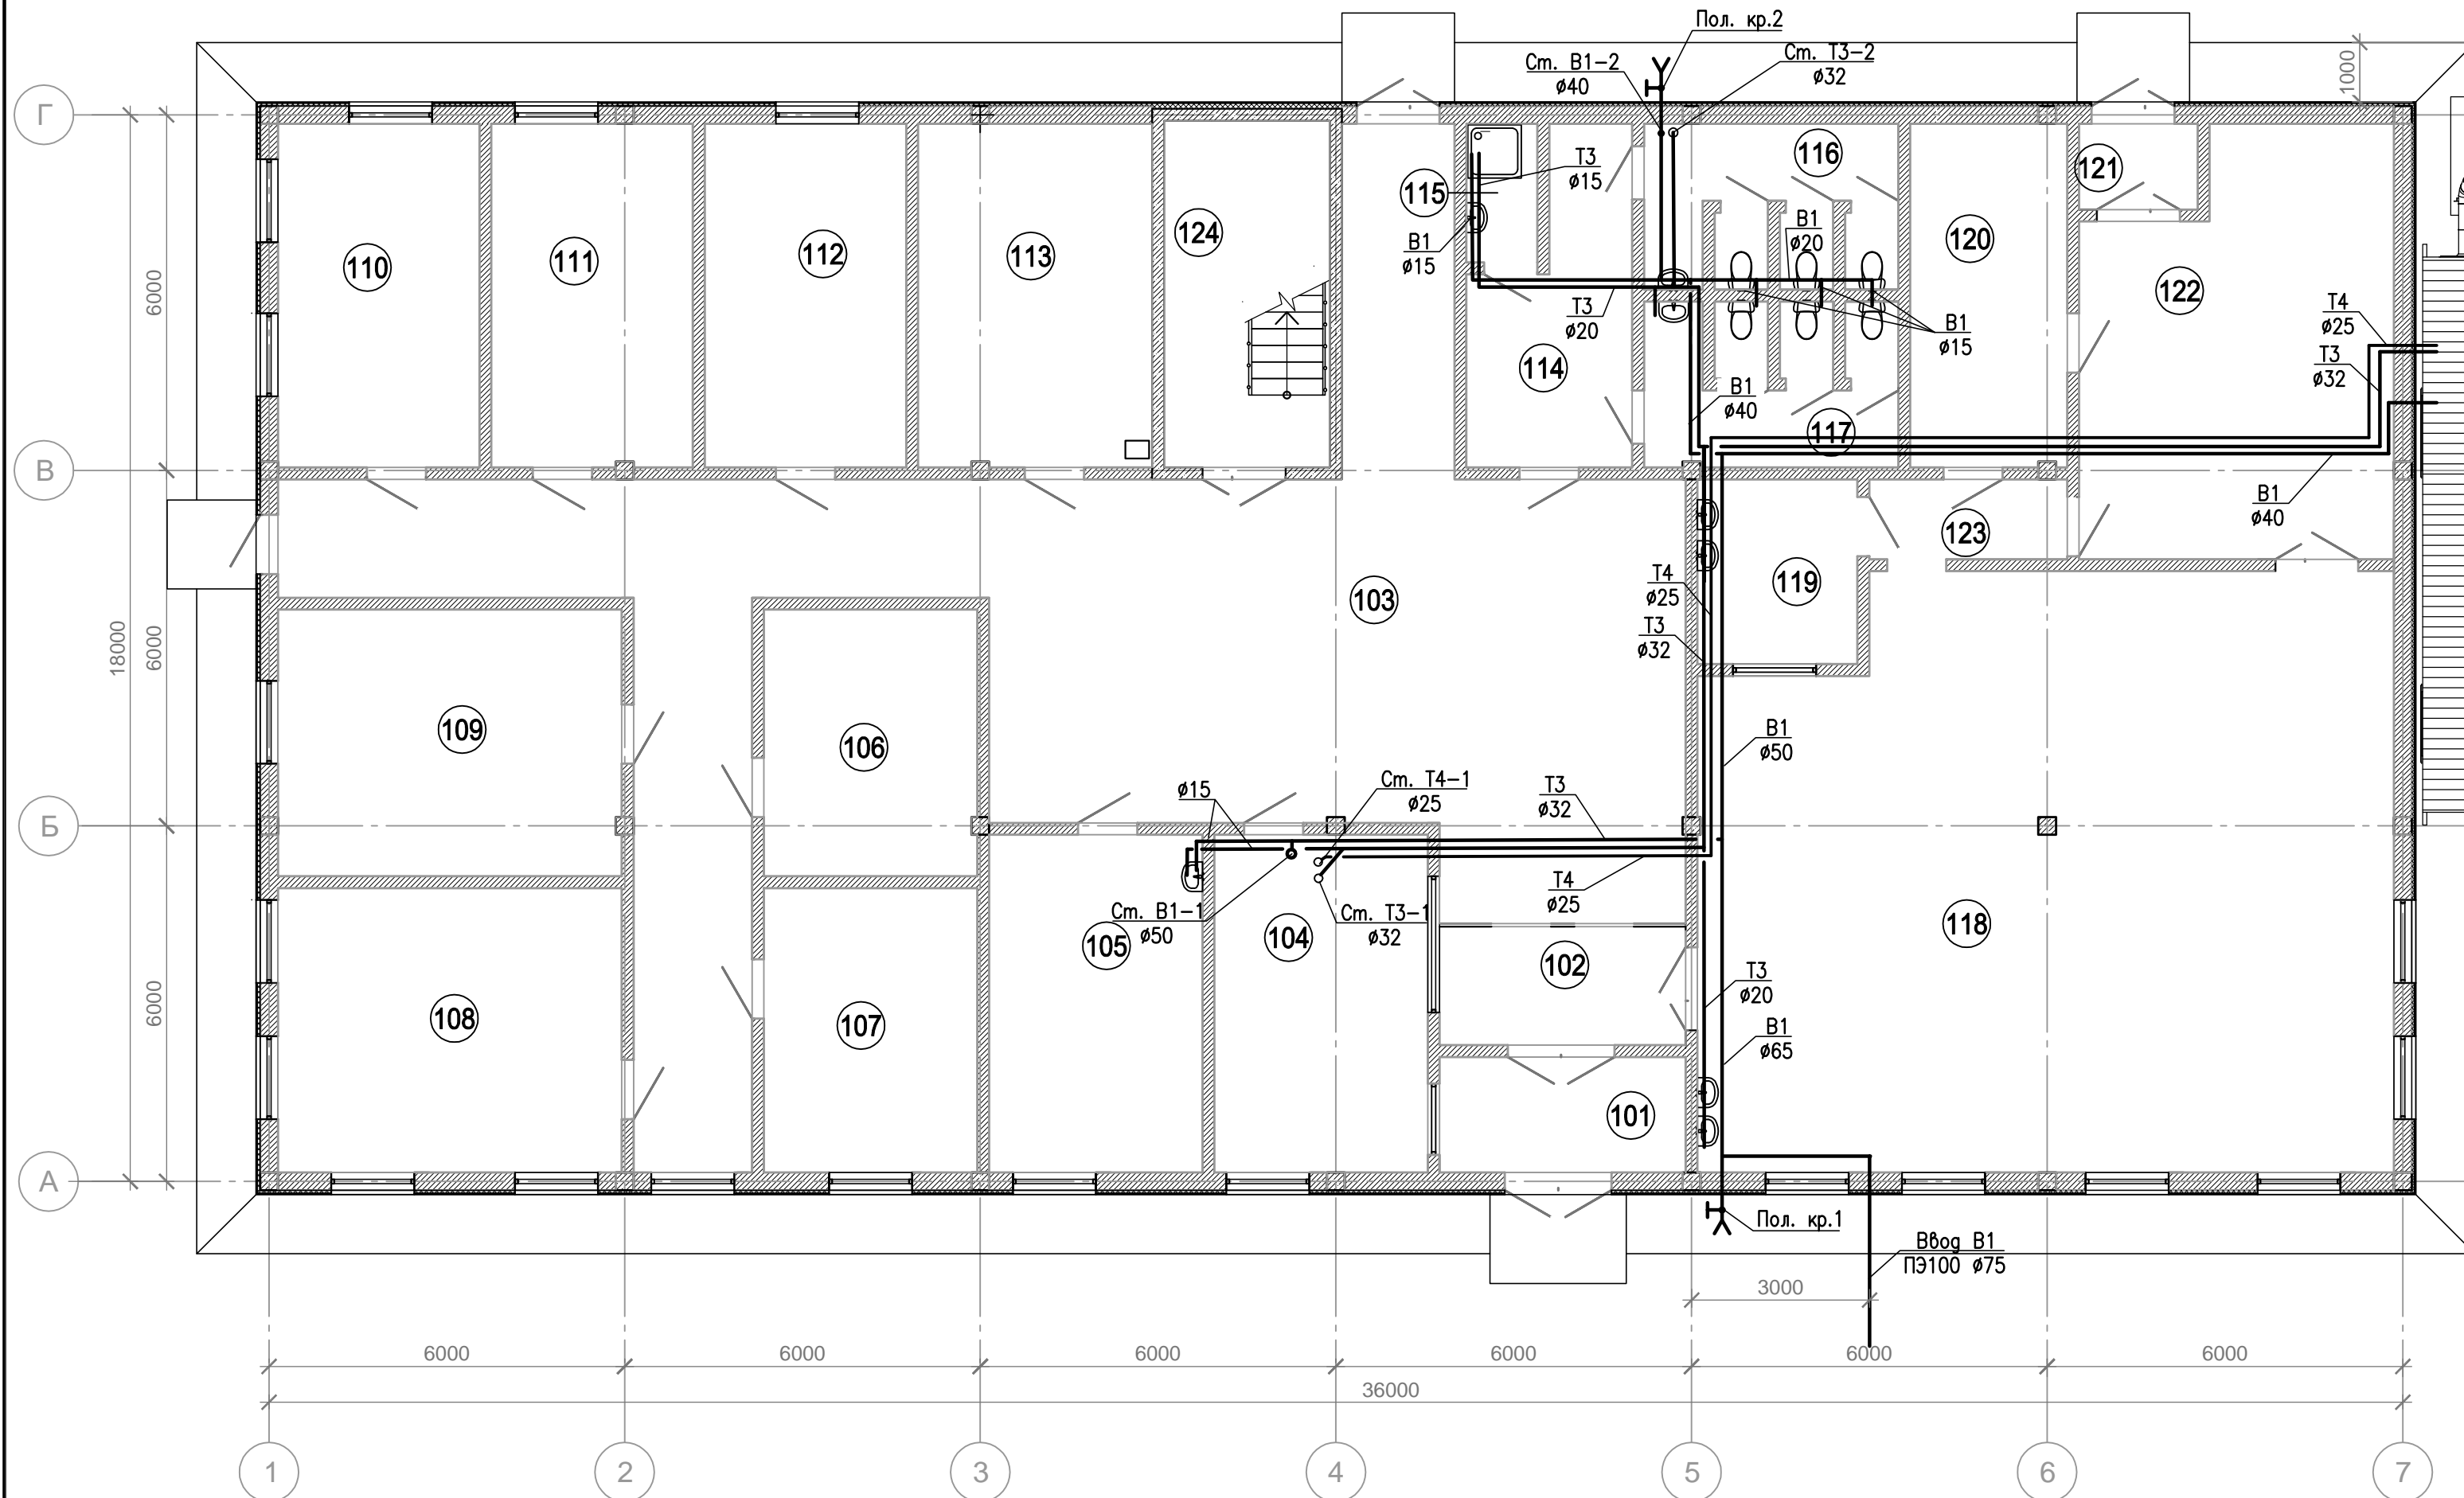 Пол. кр.2
Ст. В1-2
ø40
Ст. Т3-2
ø32
1000
Г
116
121
Т3
ø15
115
124
В1
ø20
120
В1
ø15
110
111
112
113
122
6000
Т3
ø20
В1
ø15
Т4
ø25
Т3
ø32
114
В1
ø40
117
В
В1
ø40
123
119
103
Т4
ø25
Т3
ø32
18000
6000
109
106
В1
ø50
ø15
Ст. Т4-1
ø25
Т3
ø32
Б
Т4
ø25
Ст. В1-1
ø50
Ст. Т3-1
ø32
105
104
102
118
6000
108
107
Т3
ø20
В1
ø65
101
А
Пол. кр.1
Ввод В1
ПЭ100 ø75
3000
6000
6000
6000
6000
6000
6000
36000
1
2
3
4
5
6
7